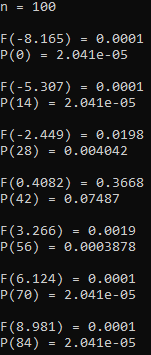 n = 100
F(-8.165) = 0.0001
P(0) = 2.041e-05
F(-5.307) = 0.0001
P(14) = 2.041e-05
F(-2.449) = 0.0198
P(28) = 0.004042
F(0.4082) = 0.3668
P(42) = 0.07487
F(3.266) = 0.0019
P(56) = 0.0003878
F(6.124) = 0.0001
P(70) = 2.041e-05
F(8.981) = 0.0001
P(84) = 2.041e-05